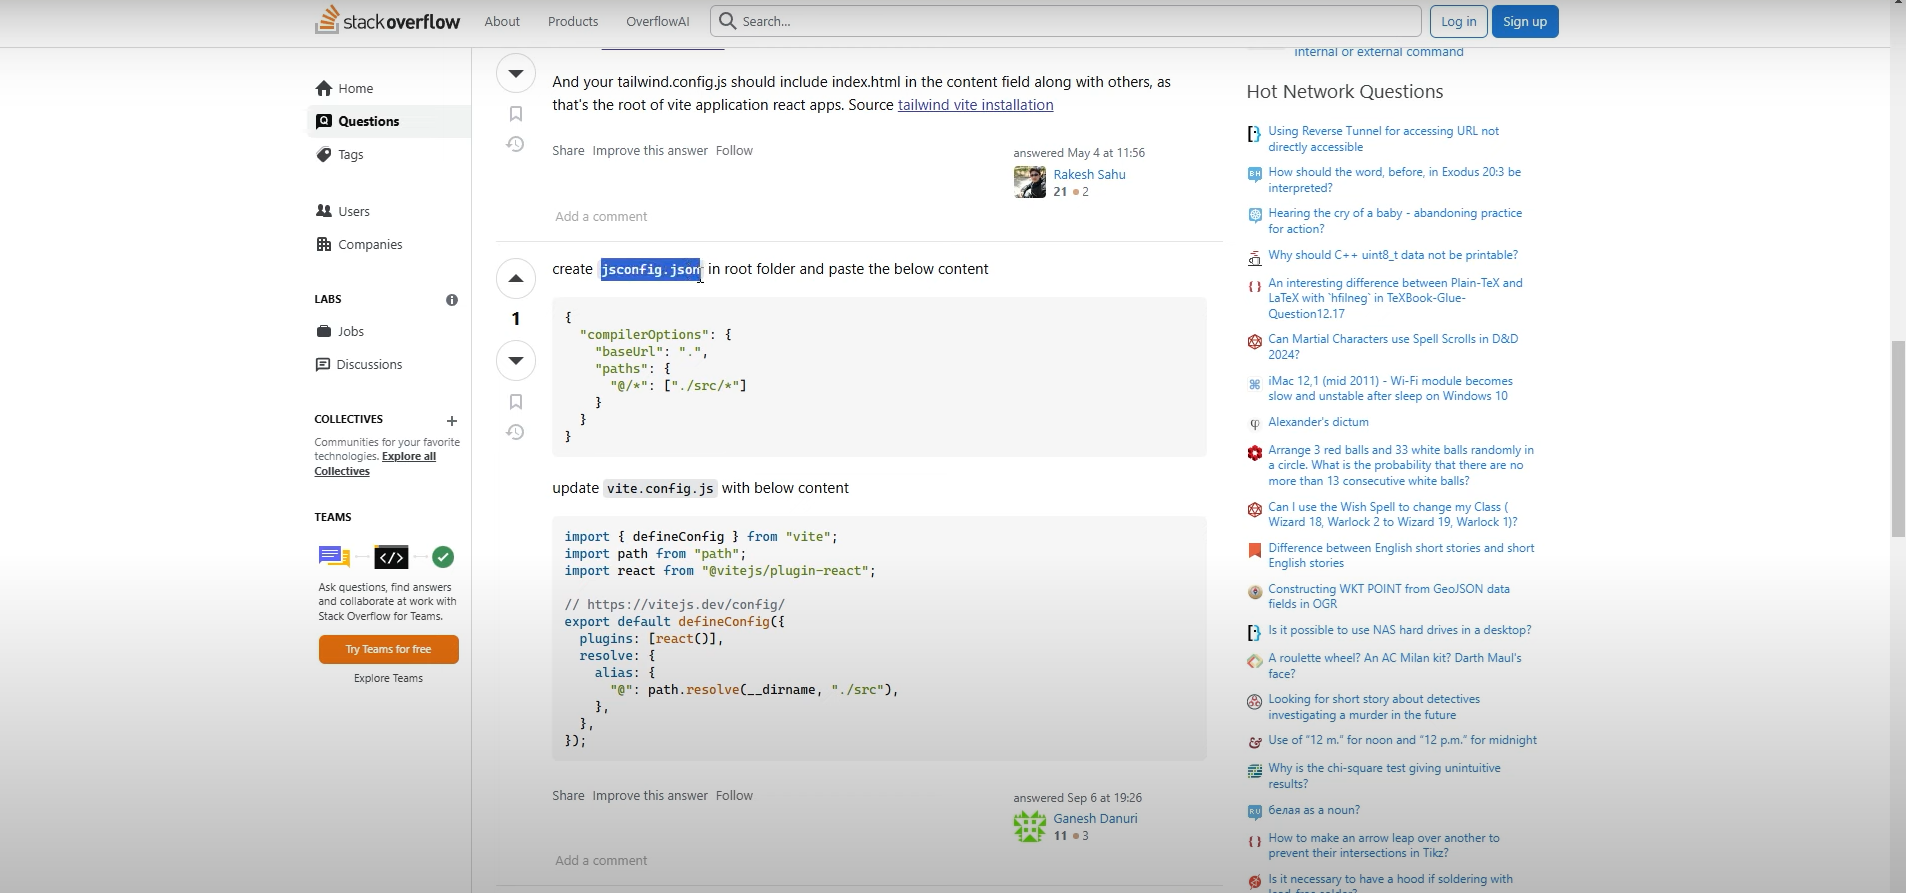 stackoverflow
About
Products
OverflowAI
Search...
Log in
Sign up
Home
Questions
Tags
Users
Companies
LABS
Jobs
Discussions
COLLECTIVES
Communities for your favorite
technologies. Explore all
Collectives
TEAMS
</>
Ask questions, find answers
and collaborate at work with
Stack Overflow for Teams.
Try Teams for free
Explore Teams
And your tailwind.config.js should include index.html in the content field along with others, as
that's the root of vite application react apps. Source tailwind vite installation
Share Improve this answer Follow
answered May 4 at 11:56
Rakesh Sahu
21 2
Add a comment
1
create jsconfig.json in root folder and paste the below content
{
  "compilerOptions": {
    "baseUrl": ".",
    "paths": {
      "@/*": ["./src/*"]
    }
  }
}
update vite.config.js with below content
import { defineConfig } from "vite";
import path from "path";
import react from "@vitejs/plugin-react";
// https://vitejs.dev/config/
export default defineConfig({
  plugins: [react()],
  resolve: {
    alias: {
      "@": path.resolve(__dirname, "./src"),
    },
  },
});
Share Improve this answer Follow
answered Sep 6 at 19:26
Ganesh Danuri
11 3
Add a comment
internal or external command
Hot Network Questions
Using Reverse Tunnel for accessing URL not
directly accessible
How should the word, before, in Exodus 20:3 be
interpreted?
Hearing the cry of a baby - abandoning practice
for action?
Why should C++ uint8_t data not be printable?
An interesting difference between Plain-TeX and
LaTeX with `hfilneg` in TeXBook-Glue-
Question12.17
Can Martial Characters use Spell Scrolls in D&D
2024?
iMac 12,1 (mid 2011) - Wi-Fi module becomes
slow and unstable after sleep on Windows 10
Alexander's dictum
Arrange 3 red balls and 33 white balls randomly in
a circle. What is the probability that there are no
more than 13 consecutive white balls?
Can I use the Wish Spell to change my Class (
Wizard 18, Warlock 2 to Wizard 19, Warlock 1)?
Difference between English short stories and short
English stories
Constructing WKT POINT from GeoJSON data
fields in OGR
Is it possible to use NAS hard drives in a desktop?
A roulette wheel? An AC Milan kit? Darth Maul's
face?
Looking for short story about detectives
investigating a murder in the future
Use of "12 m." for noon and "12 p.m." for midnight
Why is the chi-square test giving unintuitive
results?
белая as a noun?
How to make an arrow leap over another to
prevent their intersections in Tikz?
Is it necessary to have a hood if soldering with
lead-free solder?